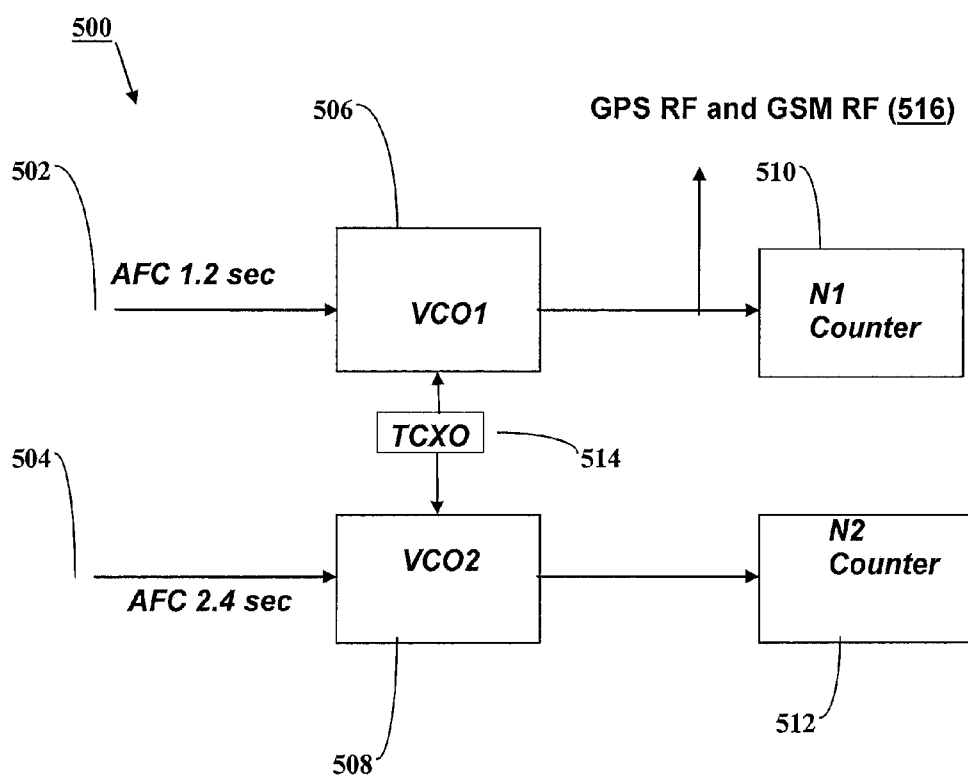 500
506
GPS RF and GSM RF (516)
502
510
AFC 1.2 sec
VCO1
N1
Counter
TCXO
504
514
VCO2
N2
Counter
AFC 2.4 sec
512
508